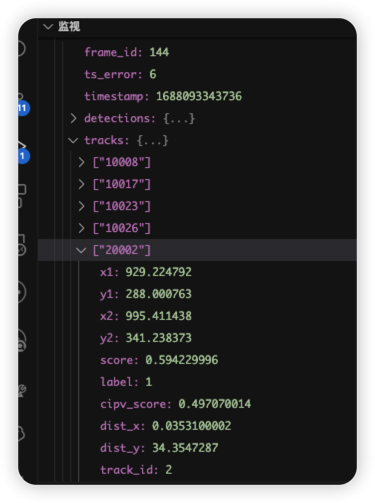 监视
frame_id: 144
ts_error: 6
timestamp: 1688093343736
detections: {...}
tracks: {...}
["10008"]
["10017"]
["10023"]
["10026"]
["20002"]
x1: 929.224792
y1: 288.000763
x2: 995.411438
y2: 341.238373
score: 0.594229996
label: 1
cipv_score: 0.497070014
dist_x: 0.0353100002
dist_y: 34.3547287
track_id: 2
11
1